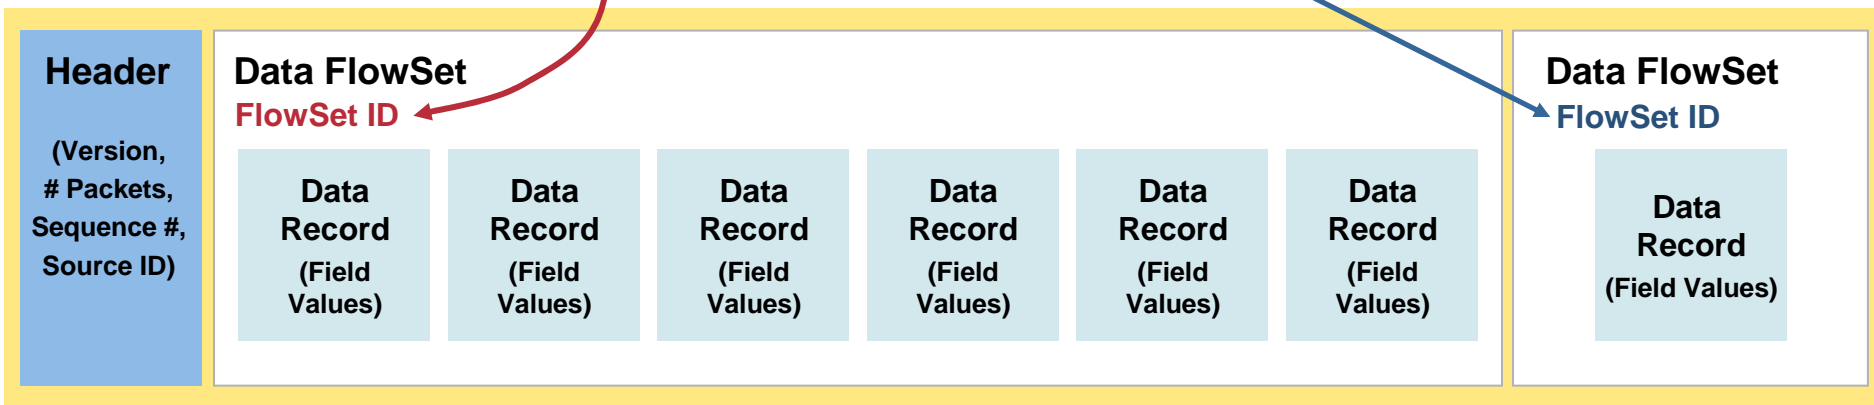 Header
(Version,
# Packets,
Sequence #,
Source ID)
Data FlowSet
FlowSet ID
Data
Record
(Field
Values)
Data
Record
(Field
Values)
Data
Record
(Field
Values)
Data
Record
(Field
Values)
Data
Record
(Field
Values)
Data
Record
(Field
Values)
Data FlowSet
FlowSet ID
Data
Record
(Field Values)